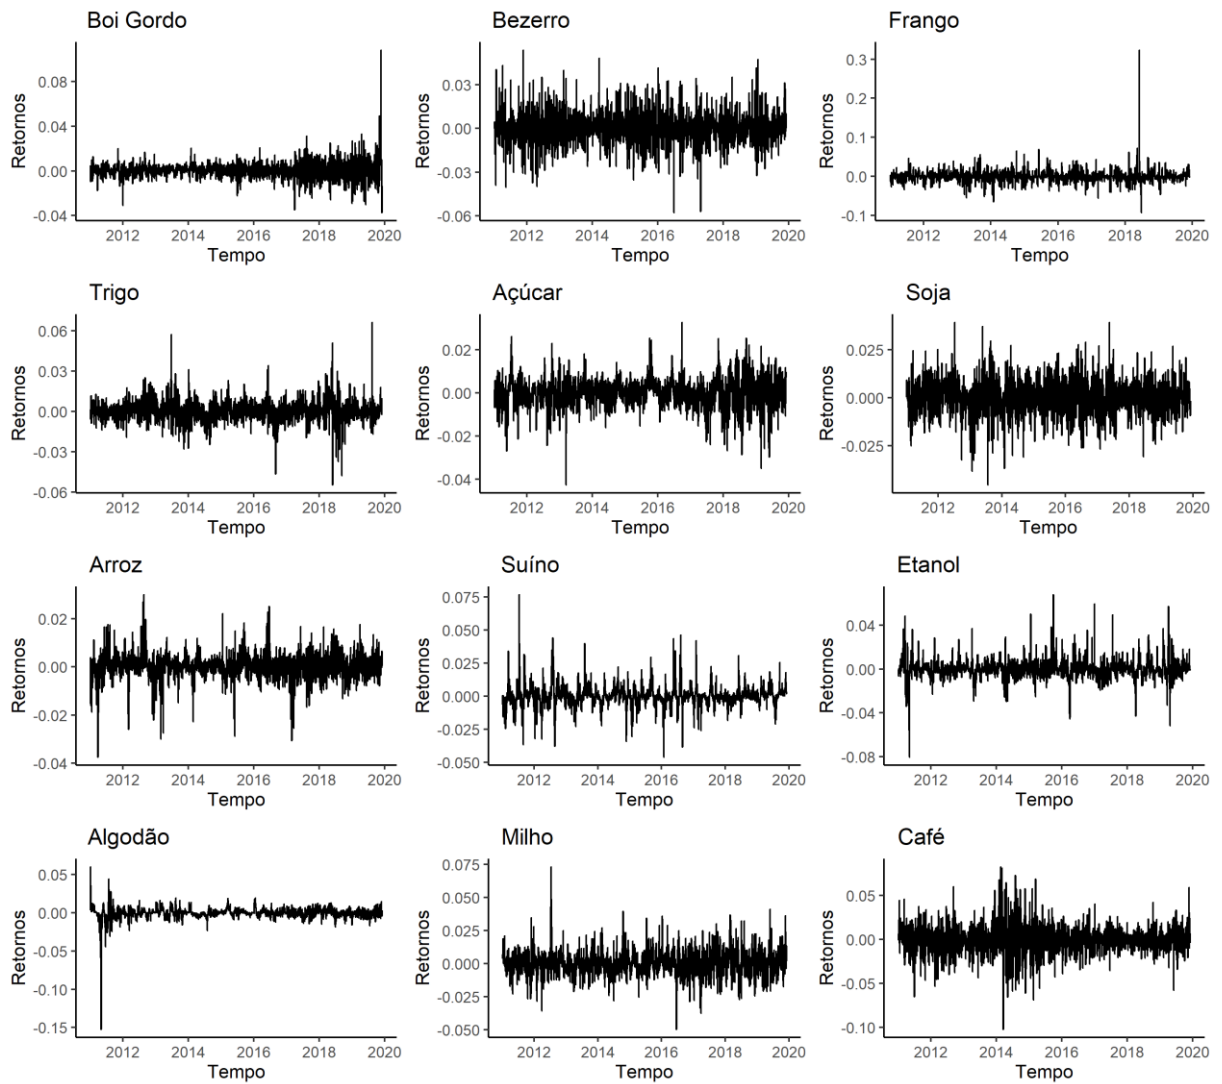 Boi Gordo
Retornos
0.08
0.04
0.00
-0.04
2012 2014 2016 2018 2020
Tempo
Bezerro
Retornos
0.03
0.00
-0.03
-0.06
2012 2014 2016 2018 2020
Tempo
Frango
Retornos
0.3
0.2
0.1
0.0
-0.1
2012 2014 2016 2018 2020
Tempo
Trigo
Retornos
0.06
0.03
0.00
-0.03
-0.06
2012 2014 2016 2018 2020
Tempo
Açúcar
Retornos
0.02
0.00
-0.02
-0.04
2012 2014 2016 2018 2020
Tempo
Soja
Retornos
0.025
0.000
-0.025
2012 2014 2016 2018 2020
Tempo
Arroz
Retornos
0.02
0.00
-0.02
-0.04
2012 2014 2016 2018 2020
Tempo
Suíno
Retornos
0.075
0.050
0.025
0.000
-0.025
-0.050
2012 2014 2016 2018 2020
Tempo
Etanol
Retornos
0.04
0.00
-0.04
-0.08
2012 2014 2016 2018 2020
Tempo
Algodão
Retornos
0.05
0.00
-0.05
-0.10
-0.15
2012 2014 2016 2018 2020
Tempo
Milho
Retornos
0.075
0.050
0.025
0.000
-0.025
-0.050
2012 2014 2016 2018 2020
Tempo
Café
Retornos
0.05
0.00
-0.05
-0.10
2012 2014 2016 2018 2020
Tempo